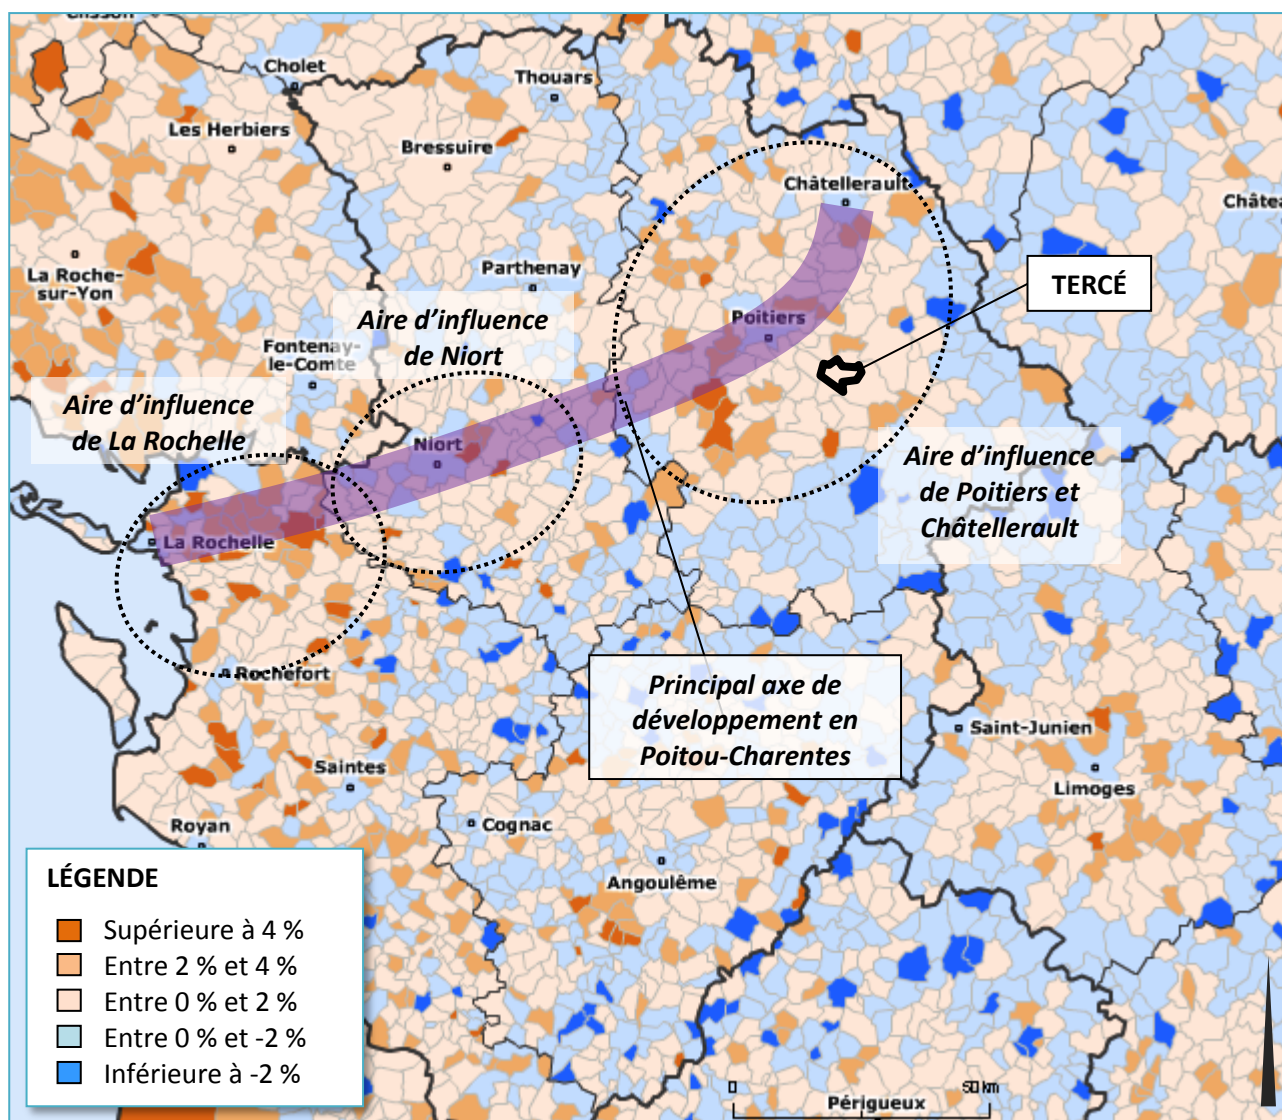 Cholet
Thouars
Les Herbiers
Bressuire
Châtellerault
La Roche-
sur-Yon
Parthenay
TERCÉ
Aire d’influence
de Niort
Poitiers
Fontenay-
le-Comte
Aire d’influence
de La Rochelle
Niort
Aire d’influence
de Poitiers et
Châtellerault
La Rochelle
Rochefort
Principal axe de
développement en
Poitou-Charentes
Saint-Junien
Saintes
Limoges
Royan
Cognac
Angoulême
LÉGENDE
Supérieure à 4 %
Entre 2 % et 4 %
Entre 0 % et 2 %
Entre 0 % et -2 %
Inférieure à -2 %
0 50 km
Périgueux